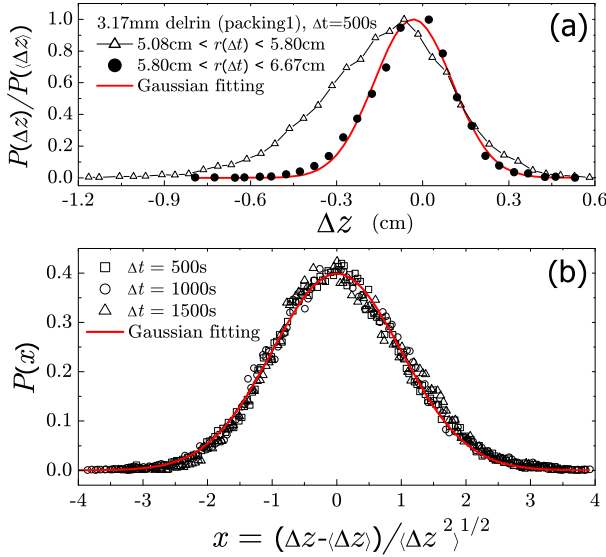 (a)
3.17mm delrin (packing1), Δt=500s
5.08cm < r(Δt) < 5.80cm
5.80cm < r(Δt) < 6.67cm
Gaussian fitting
P(Δz)/P(⟨Δz⟩)
1.0
0.8
0.6
0.4
0.2
0.0
-1.2 -0.9 -0.6 -0.3 0.0 0.3 0.6
Δz (cm)
(b)
Δt = 500s
Δt = 1000s
Δt = 1500s
Gaussian fitting
P(x)
0.4
0.3
0.2
0.1
0.0
-4 -3 -2 -1 0 1 2 3 4
x = (Δz-⟨Δz⟩)/⟨Δz²⟩^1/2